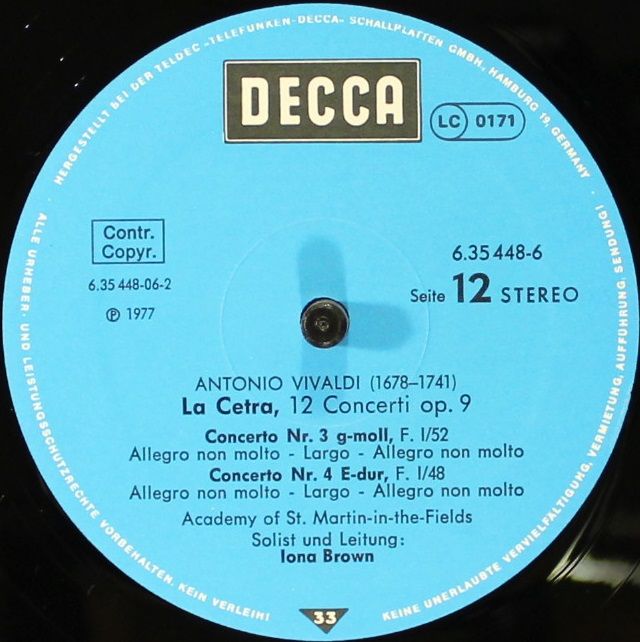 HERGESTELLT BEI DER TELDEC »TELEFUNKEN-DECCA« SCHALLPLATTEN GMBH, HAMBURG 19, GERMANY ·
DECCA
LC 0171
Contr.
Copyr.
6.35 448-06-2
℗ 1977
6.35 448-6
Seite 12 STEREO
ANTONIO VIVALDI (1678–1741)
La Cetra, 12 Concerti op. 9
Concerto Nr. 3 g-moll, F. I/52
Allegro non molto - Largo - Allegro non molto
Concerto Nr. 4 E-dur, F. I/48
Allegro non molto - Largo - Allegro non molto
Academy of St. Martin-in-the-Fields
Solist und Leitung:
Iona Brown
33
ALLE URHEBER- UND LEISTUNGSSCHUTZRECHTE VORBEHALTEN. KEIN VERLEIH!
KEINE UNERLAUBTE VERVIELFÄLTIGUNG, VERMIETUNG, AUFFÜHRUNG, SENDUNG!